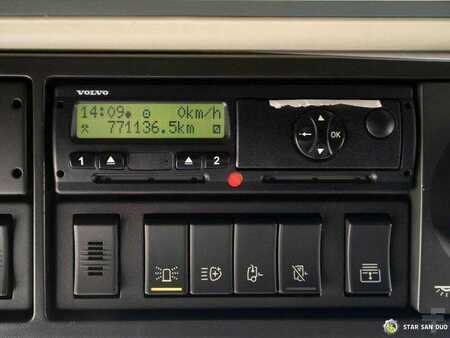 VOLVO
14:09 0km/h
771136.5km
1 2
OK
STAR SAN DUO